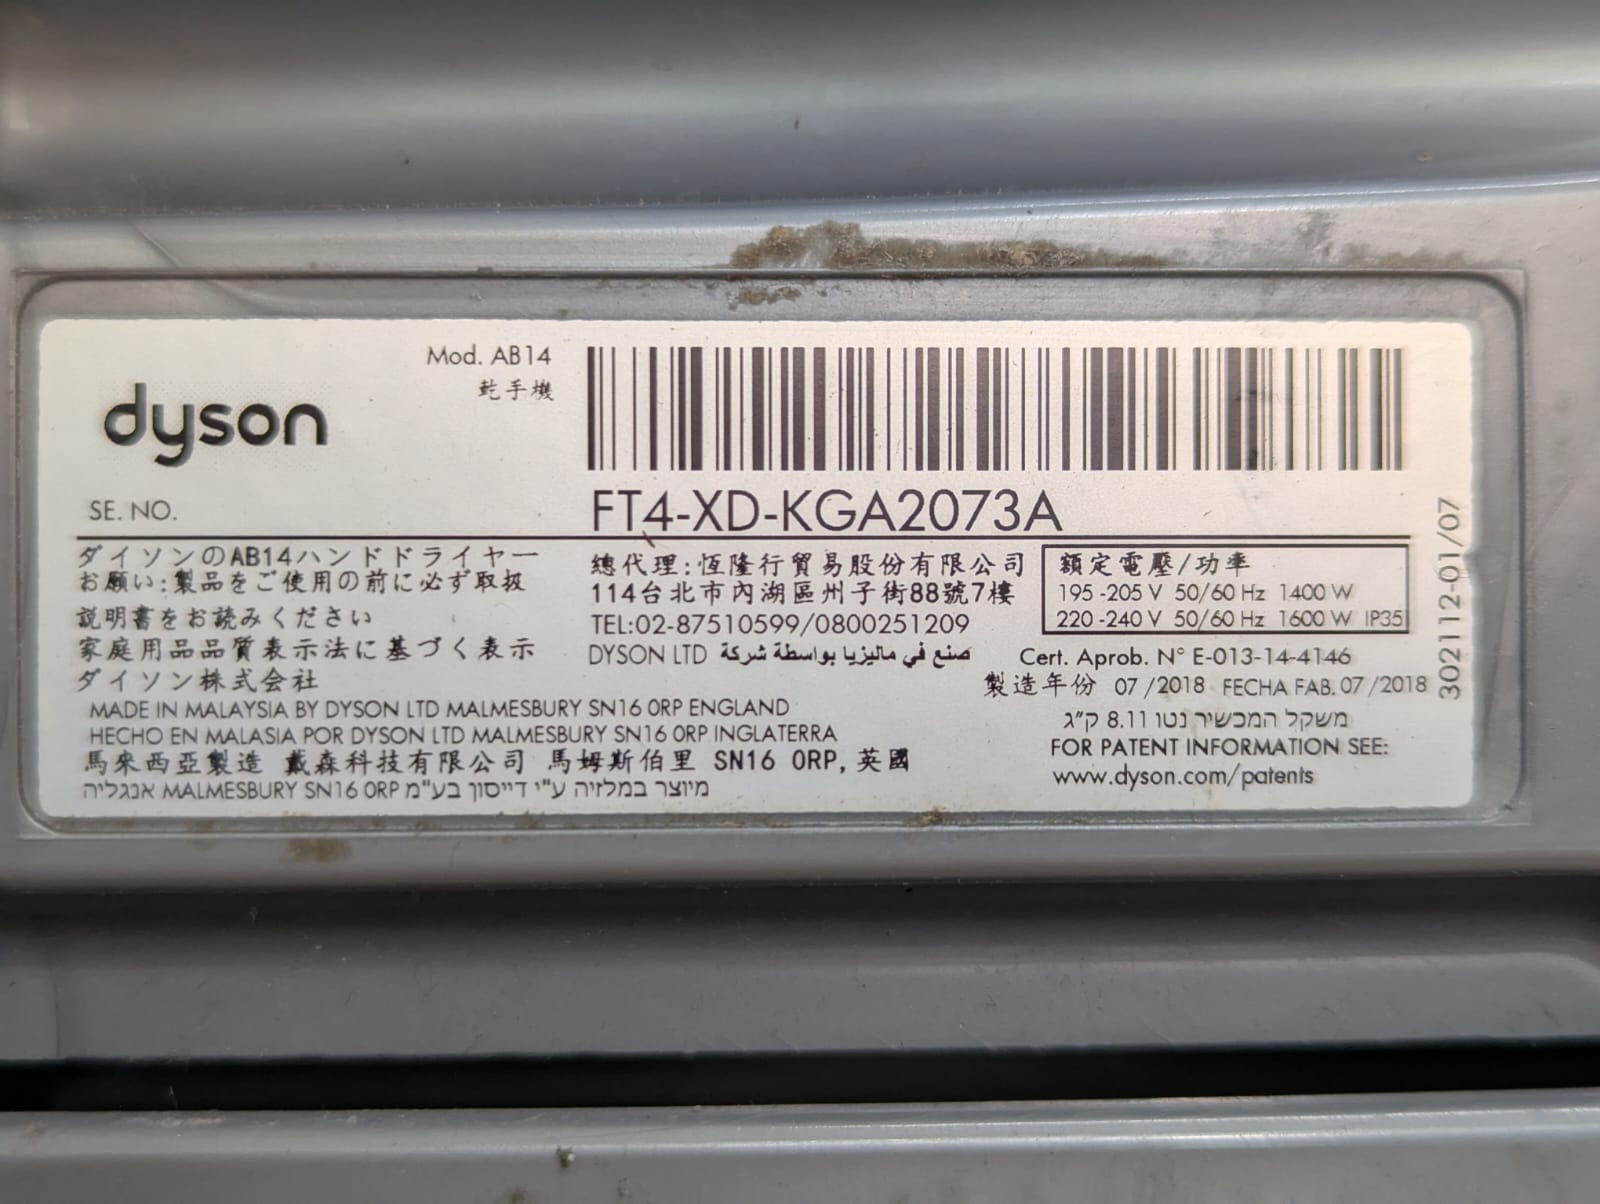 dyson
Mod. AB14
乾手機
SE. NO.
FT4-XD-KGA2073A
ダイソンのAB14ハンドドライヤー
お願い:製品をご使用の前に必ず取扱
説明書をお読みください
家庭用品品質表示法に基づく表示
ダイソン株式会社
總代理:恆隆行貿易股份有限公司
114台北市內湖區州子街88號7樓
TEL:02-87510599/0800251209
DYSON LTD صنع في ماليزيا بواسطة شركة
額定電壓/功率
195 -205 V 50/60 Hz 1400 W
220 -240 V 50/60 Hz 1600 W IP35
302112-01/07
Cert. Aprob. N° E-013-14-4146
製造年份 07 /2018 FECHA FAB. 07 /2018
משקל המכשיר נטו 8.11 ק"ג
FOR PATENT INFORMATION SEE:
www.dyson.com/patents
MADE IN MALAYSIA BY DYSON LTD MALMESBURY SN16 0RP ENGLAND
HECHO EN MALASIA POR DYSON LTD MALMESBURY SN16 0RP INGLATERRA
馬來西亞製造 戴森科技有限公司 馬姆斯伯里 SN16 0RP, 英國
מיוצר במלזיה ע"י דייסון בע"מ MALMESBURY SN16 0RP אנגליה